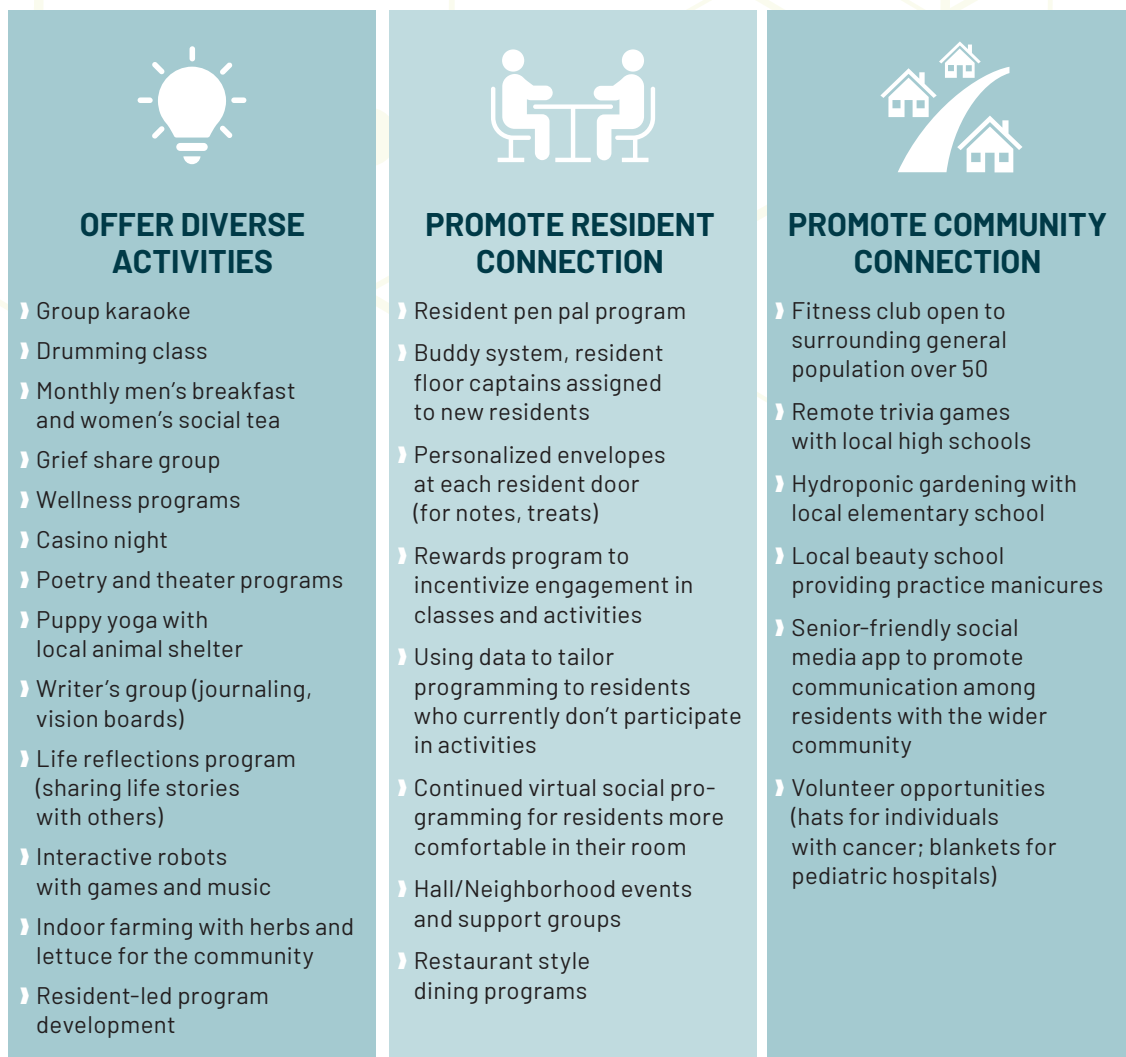 OFFER DIVERSE
ACTIVITIES
Group karaoke
Drumming class
Monthly men’s breakfast
and women’s social tea
Grief share group
Wellness programs
Casino night
Poetry and theater programs
Puppy yoga with
local animal shelter
Writer’s group (journaling,
vision boards)
Life reflections program
(sharing life stories
with others)
Interactive robots
with games and music
Indoor farming with herbs and
lettuce for the community
Resident-led program
development
PROMOTE RESIDENT
CONNECTION
Resident pen pal program
Buddy system, resident
floor captains assigned
to new residents
Personalized envelopes
at each resident door
(for notes, treats)
Rewards program to
incentivize engagement in
classes and activities
Using data to tailor
programming to residents
who currently don’t participate
in activities
Continued virtual social pro-
gramming for residents more
comfortable in their room
Hall/Neighborhood events
and support groups
Restaurant style
dining programs
PROMOTE COMMUNITY
CONNECTION
Fitness club open to
surrounding general
population over 50
Remote trivia games
with local high schools
Hydroponic gardening with
local elementary school
Local beauty school
providing practice manicures
Senior-friendly social
media app to promote
communication among
residents with the wider
community
Volunteer opportunities
(hats for individuals
with cancer; blankets for
pediatric hospitals)